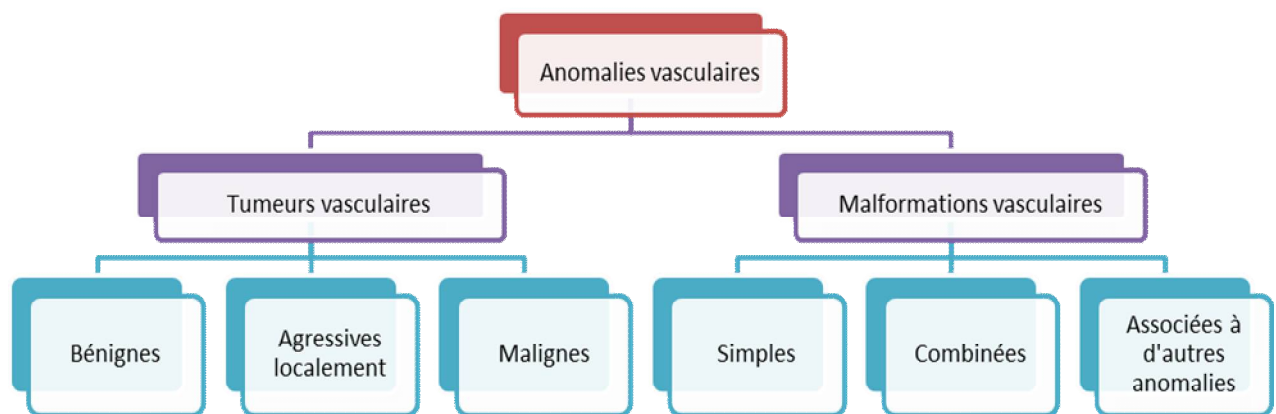 Anomalies vasculaires
Tumeurs vasculaires
Malformations vasculaires
Bénignes
Agressives
localement
Malignes
Simples
Combinées
Associées à
d'autres
anomalies